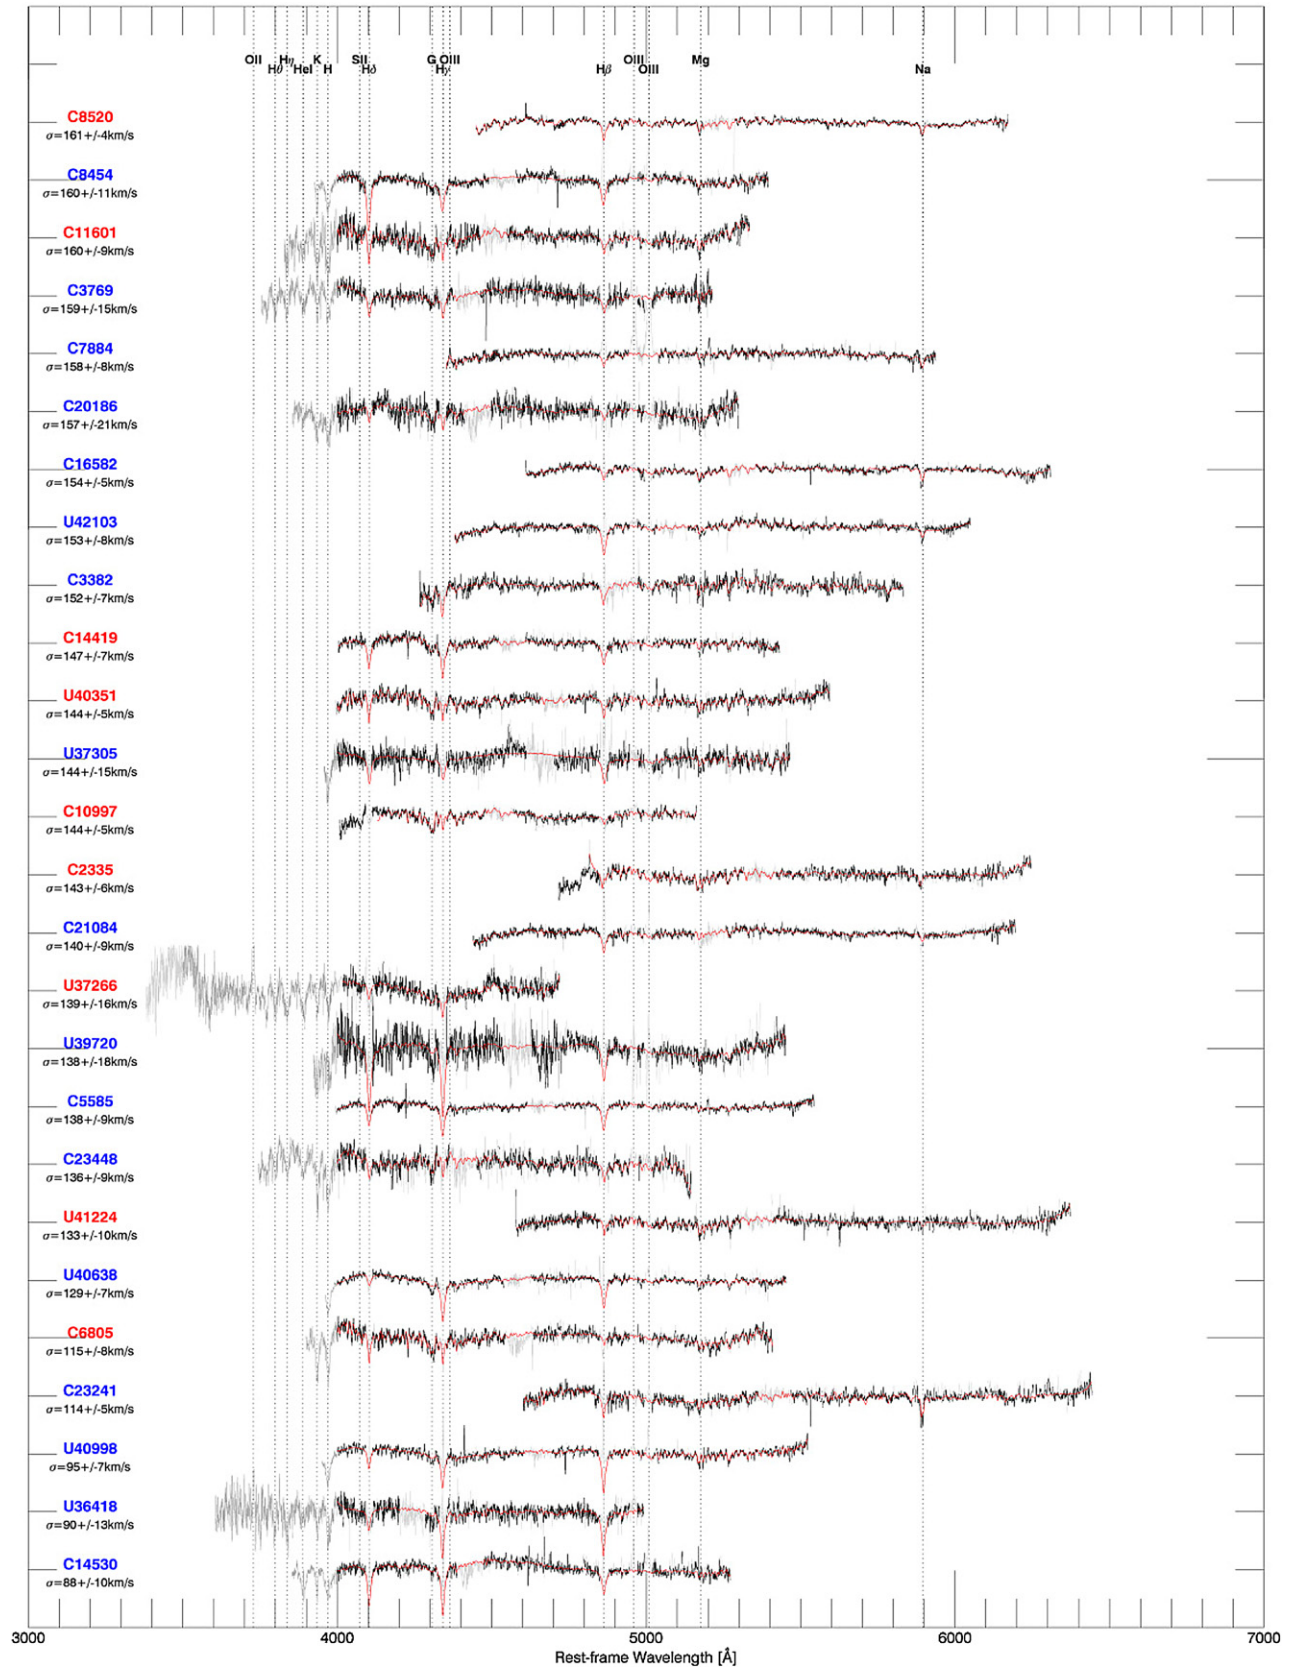 OII Hη K SII G OIII OIII Mg
Hθ HeI H Hδ Hγ Hβ OIII Na
C8520
σ=161+/-4km/s
C8454
σ=160+/-11km/s
C11601
σ=160+/-9km/s
C3769
σ=159+/-15km/s
C7884
σ=158+/-8km/s
C20186
σ=157+/-21km/s
C16582
σ=154+/-5km/s
U42103
σ=153+/-8km/s
C3382
σ=152+/-7km/s
C14419
σ=147+/-7km/s
U40351
σ=144+/-5km/s
U37305
σ=144+/-15km/s
C10997
σ=144+/-5km/s
C2335
σ=143+/-6km/s
C21084
σ=140+/-9km/s
U37266
σ=139+/-16km/s
U39720
σ=138+/-18km/s
C5585
σ=138+/-9km/s
C23448
σ=136+/-9km/s
U41224
σ=133+/-10km/s
U40638
σ=129+/-7km/s
C6805
σ=115+/-8km/s
C23241
σ=114+/-5km/s
U40998
σ=95+/-7km/s
U36418
σ=90+/-13km/s
C14530
σ=88+/-10km/s
3000 4000 5000 6000 7000
Rest-frame Wavelength [Å]